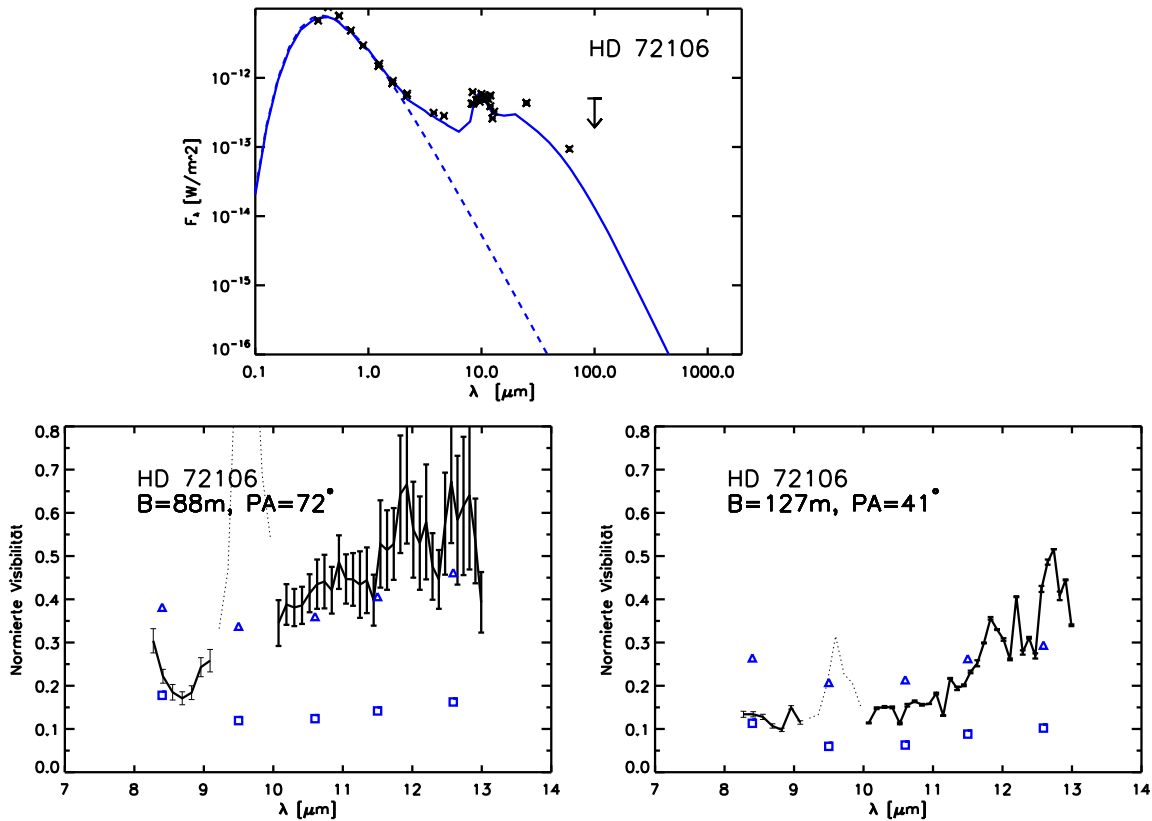 HD 72106
10^-12
10^-13
10^-14
10^-15
10^-16
F_λ [W/m^2]
0.1 1.0 10.0 100.0 1000.0
λ [μm]
0.8
0.7
0.6
0.5
0.4
0.3
0.2
0.1
0.0
Normierte Visibilität
HD 72106
B=88m, PA=72°
7 8 9 10 11 12 13 14
λ [μm]
0.8
0.7
0.6
0.5
0.4
0.3
0.2
0.1
0.0
Normierte Visibilität
HD 72106
B=127m, PA=41°
7 8 9 10 11 12 13 14
λ [μm]